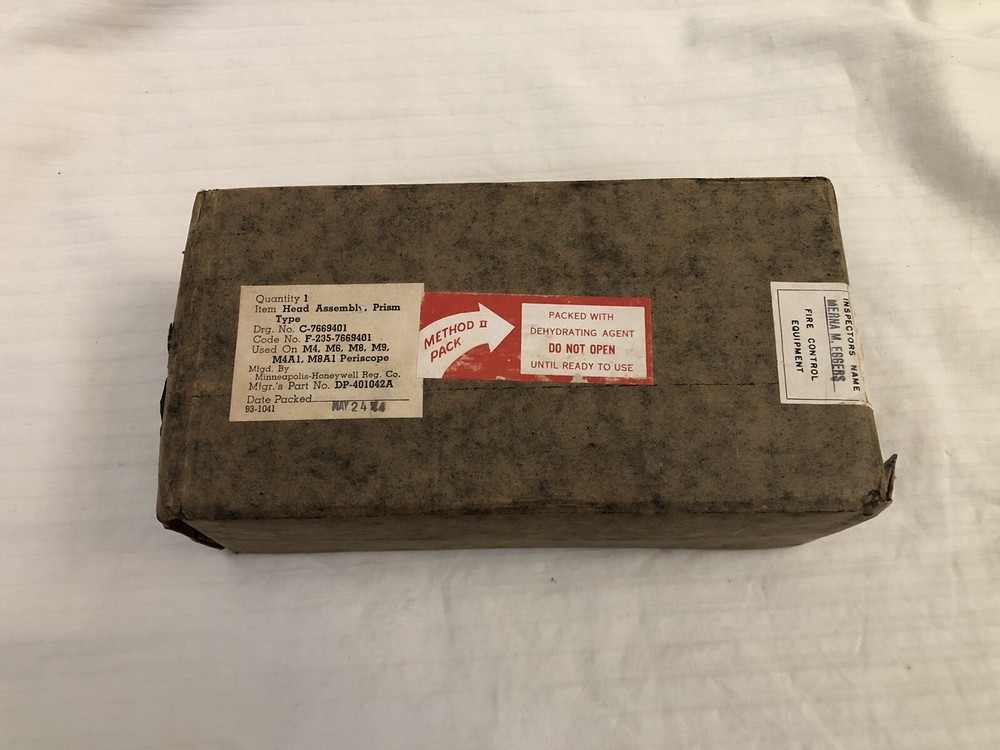 Quantity 1
Item Head Assembly, Prism
Type
Drg. No. C-7669401
Code No. F-235-7669401
Used On M4, M6, M8, M9,
M4A1, M8A1 Periscope
Mfgd. By
Minneapolis-Honeywell Reg. Co.
Mfgr.'s Part No. DP-401042A
Date Packed
MAY 24
93-1041
METHOD II
PACK
PACKED WITH
DEHYDRATING AGENT
DO NOT OPEN
UNTIL READY TO USE
INSPECTORS NAME
MERNA M. EGGERS
FIRE CONTROL
EQUIPMENT